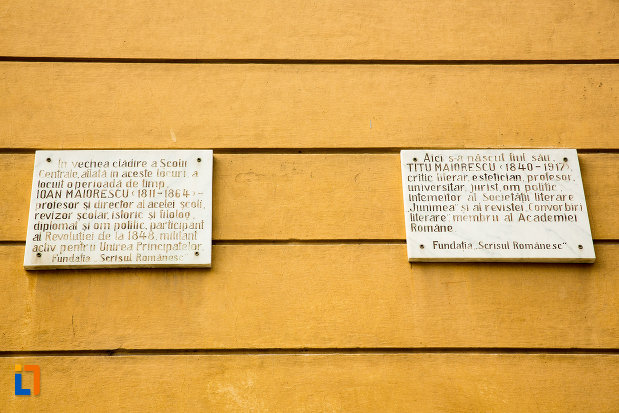 În vechea clădire a Școlii
Centrale, aflată în aceste locuri, a
locuit o perioadă de timp,
IOAN MAIORESCU (1811-1864) -
profesor și director al acelei școli,
revizor școlar, istoric și filolog,
diplomat și om politic, participant
al Revoluției de la 1848, militant
activ pentru Unirea Principatelor.
Fundația „Scrisul Românesc”
Aici s-a născut fiul său,
TITU MAIORESCU (1840-1917),
critic literar, estetician, profesor
universitar, jurist, om politic,
întemeitor al Societății literare
„Junimea” și al revistei „Convorbiri
literare”, membru al Academiei
Române.
Fundația „Scrisul Românesc”